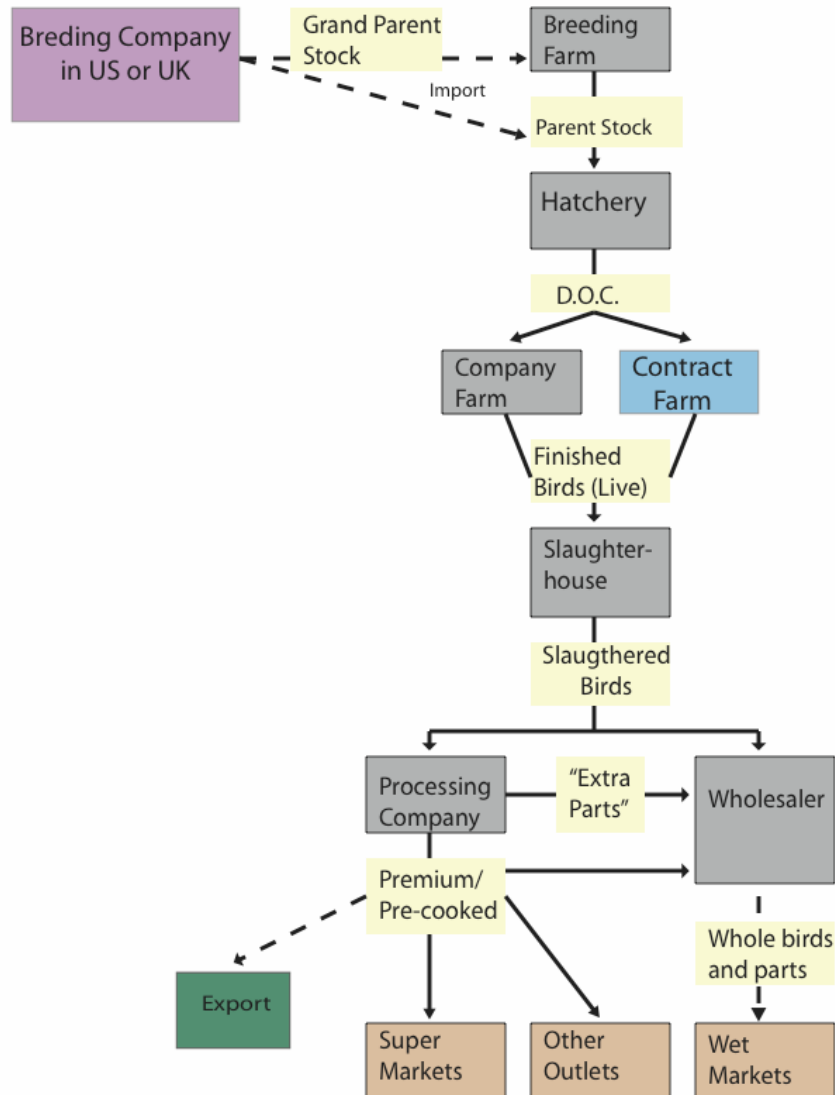 Breding Company
in US or UK
Grand Parent
Stock
Breeding
Farm
Import
Parent Stock
Hatchery
D.O.C.
Company
Farm
Contract
Farm
Finished
Birds (Live)
Slaughter-
house
Slaugthered
Birds
Processing
Company
“Extra
Parts”
Wholesaler
Premium/
Pre-cooked
Whole birds
and parts
Export
Super
Markets
Other
Outlets
Wet
Markets